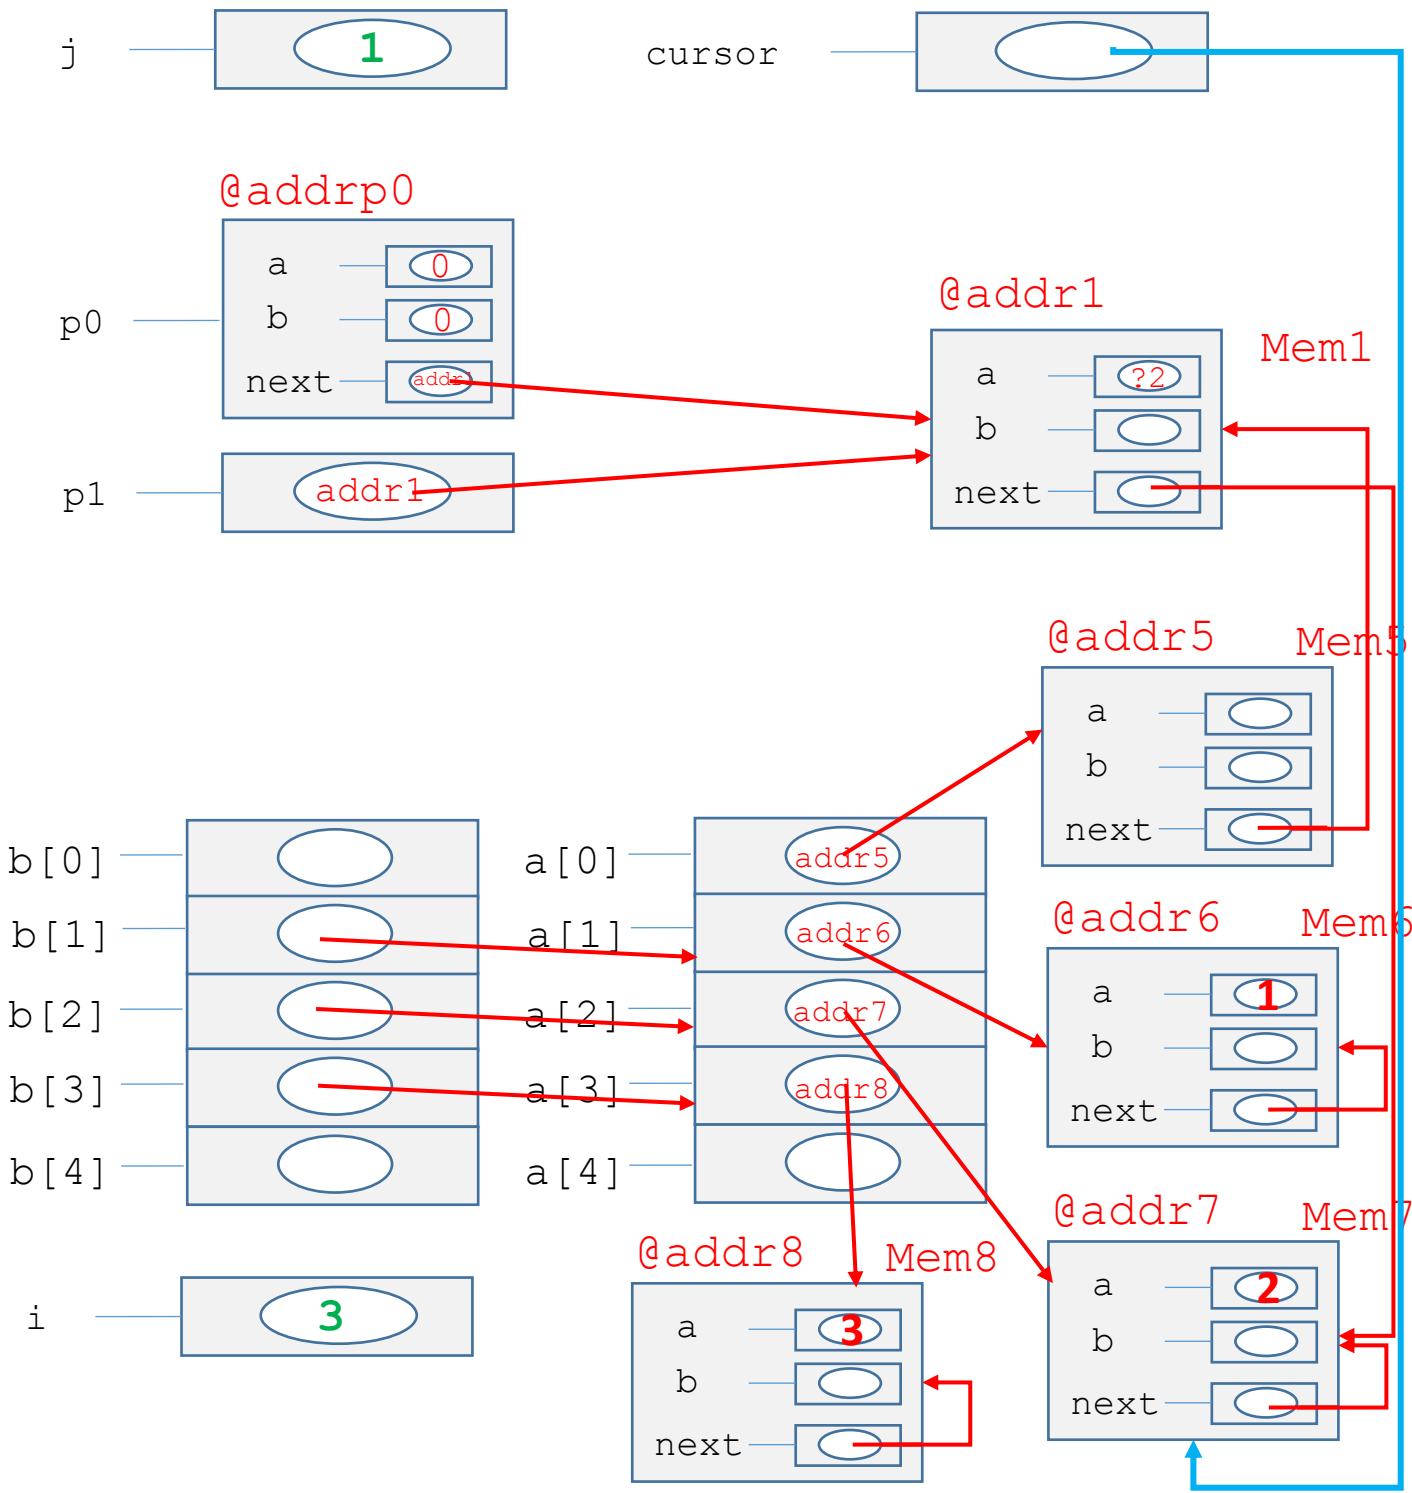 j 1
cursor
@addrp0
p0
a 0
b 0
next addr1
p1 addr1
@addr1
Mem1
a ?2
b
next
@addr5
Mem5
a
b
next
b[0]
b[1]
b[2]
b[3]
b[4]
a[0] addr5
a[1] addr6
a[2] addr7
a[3] addr8
a[4]
@addr6
Mem6
a 1
b
next
@addr7
Mem7
a 2
b
next
@addr8
Mem8
a 3
b
next
i 3